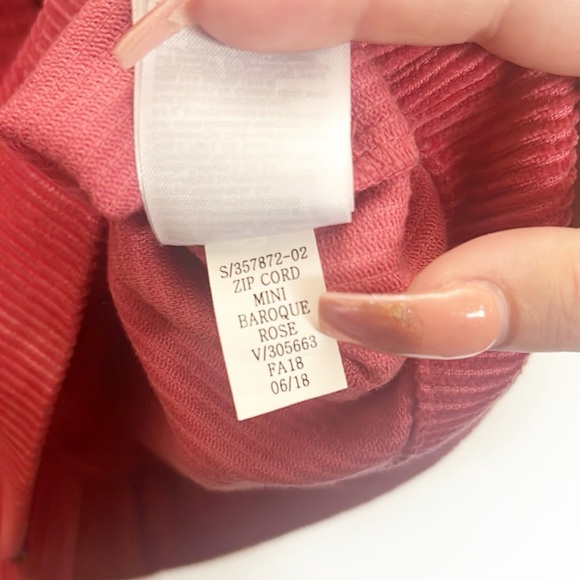 S/357872-02
ZIP CORD
MINI
BAROQUE
ROSE
V/305663
FA18
06/18